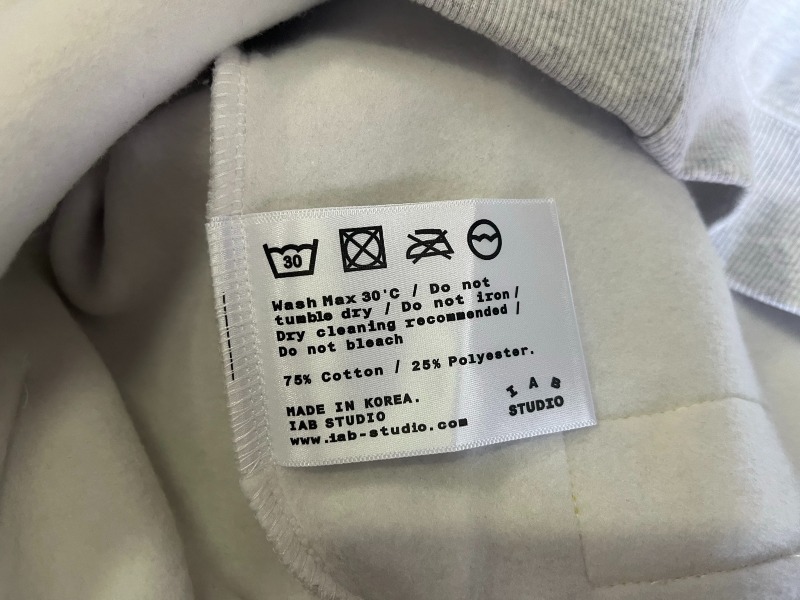 30
Wash Max 30'C / Do not
tumble dry / Do not iron/
Dry cleaning recommended/
Do not bleach
75% Cotton / 25% Polyester.
MADE IN KOREA.
IAB STUDIO
www.iab-studio.com
I A B
STUDIO